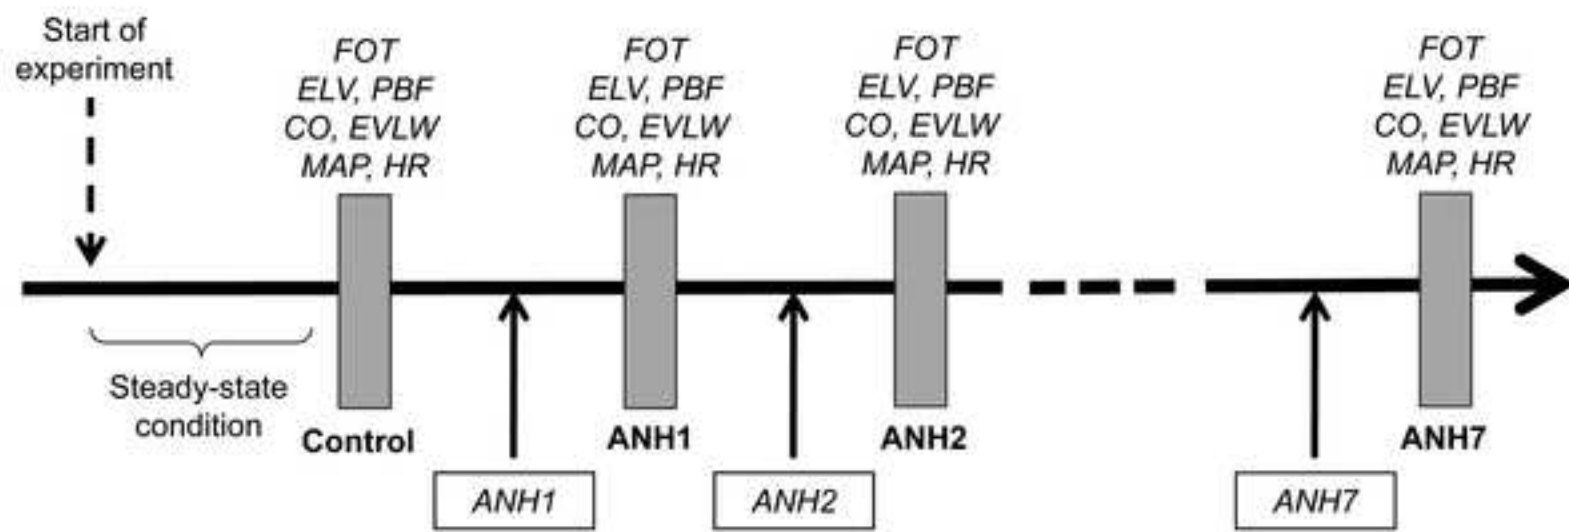 Start of
experiment
FOT
ELV, PBF
CO, EVLW
MAP, HR
FOT
ELV, PBF
CO, EVLW
MAP, HR
FOT
ELV, PBF
CO, EVLW
MAP, HR
FOT
ELV, PBF
CO, EVLW
MAP, HR
Steady-state
condition
Control
ANH1
ANH2
ANH7
ANH1
ANH2
ANH7